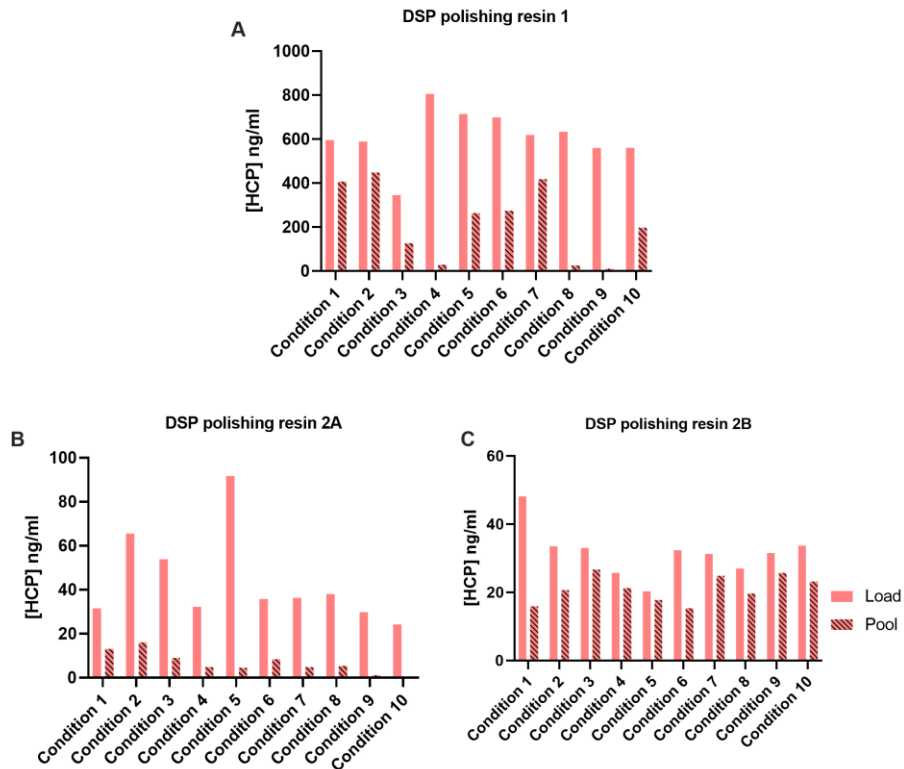 DSP polishing resin 1
A
[HCP] ng/ml
1000
800
600
400
200
0
Condition 1
Condition 2
Condition 3
Condition 4
Condition 5
Condition 6
Condition 7
Condition 8
Condition 9
Condition 10
DSP polishing resin 2A
B
[HCP] ng/ml
100
80
60
40
20
0
Condition 1
Condition 2
Condition 3
Condition 4
Condition 5
Condition 6
Condition 7
Condition 8
Condition 9
Condition 10
DSP polishing resin 2B
C
[HCP] ng/ml
60
40
20
0
Condition 1
Condition 2
Condition 3
Condition 4
Condition 5
Condition 6
Condition 7
Condition 8
Condition 9
Condition 10
Load
Pool